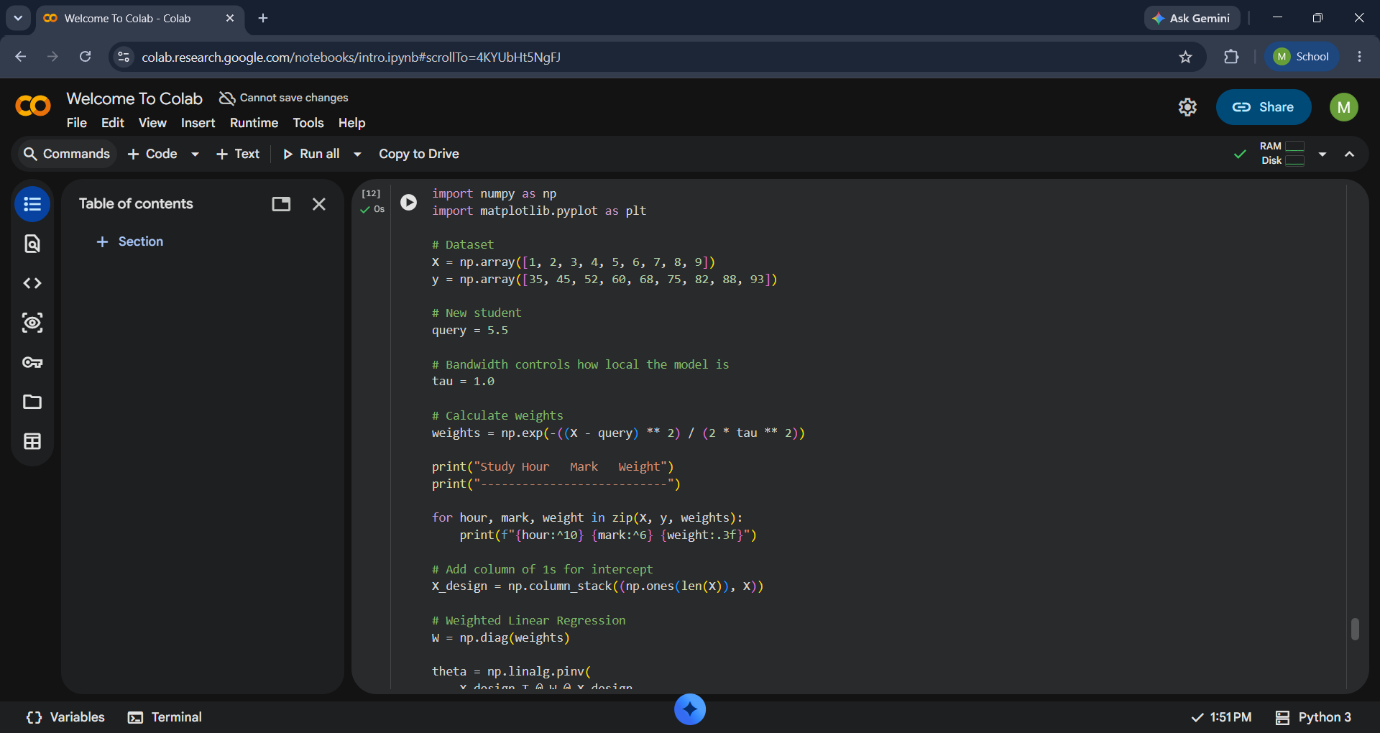 Welcome To Colab - Colab
Ask Gemini
colab.research.google.com/notebooks/intro.ipynb#scrollTo=4KYUbHt5NgFJ
M School
Welcome To Colab
Cannot save changes
Share
M
File Edit View Insert Runtime Tools Help
Commands + Code + Text Run all Copy to Drive
RAM
Disk
Table of contents
+ Section
[12]
0s
import numpy as np
import matplotlib.pyplot as plt
# Dataset
X = np.array([1, 2, 3, 4, 5, 6, 7, 8, 9])
y = np.array([35, 45, 52, 60, 68, 75, 82, 88, 93])
# New student
query = 5.5
# Bandwidth controls how local the model is
tau = 1.0
# Calculate weights
weights = np.exp(-((X - query) ** 2) / (2 * tau ** 2))
print("Study Hour   Mark   Weight")
print("---------------------------")
for hour, mark, weight in zip(X, y, weights):
    print(f"{hour:^10} {mark:^6} {weight:.3f}")
# Add column of 1s for intercept
X_design = np.column_stack((np.ones(len(X)), X))
# Weighted Linear Regression
W = np.diag(weights)
theta = np.linalg.pinv(
    X_design.T @ W @ X_design
Variables
Terminal
1:51 PM
Python 3